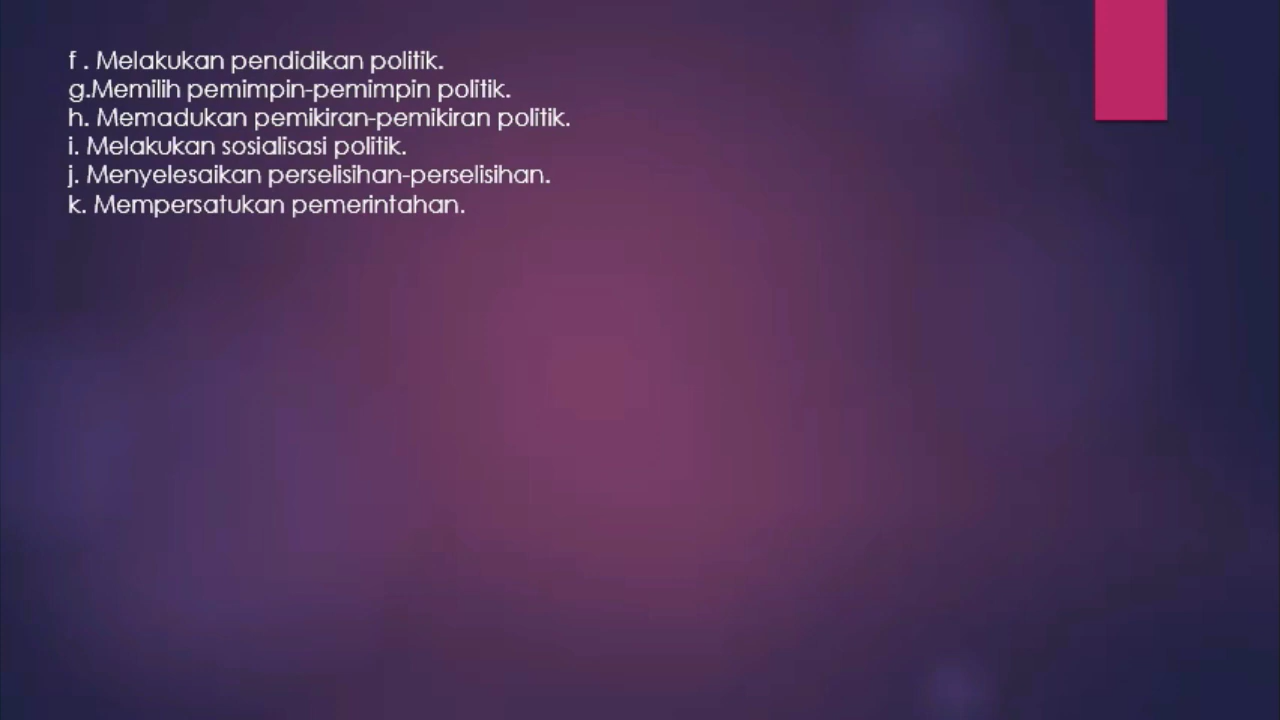 f . Melakukan pendidikan politik.
g.Memilih pemimpin-pemimpin politik.
h. Memadukan pemikiran-pemikiran politik.
i. Melakukan sosialisasi politik.
j. Menyelesaikan perselisihan-perselisihan.
k. Mempersatukan pemerintahan.